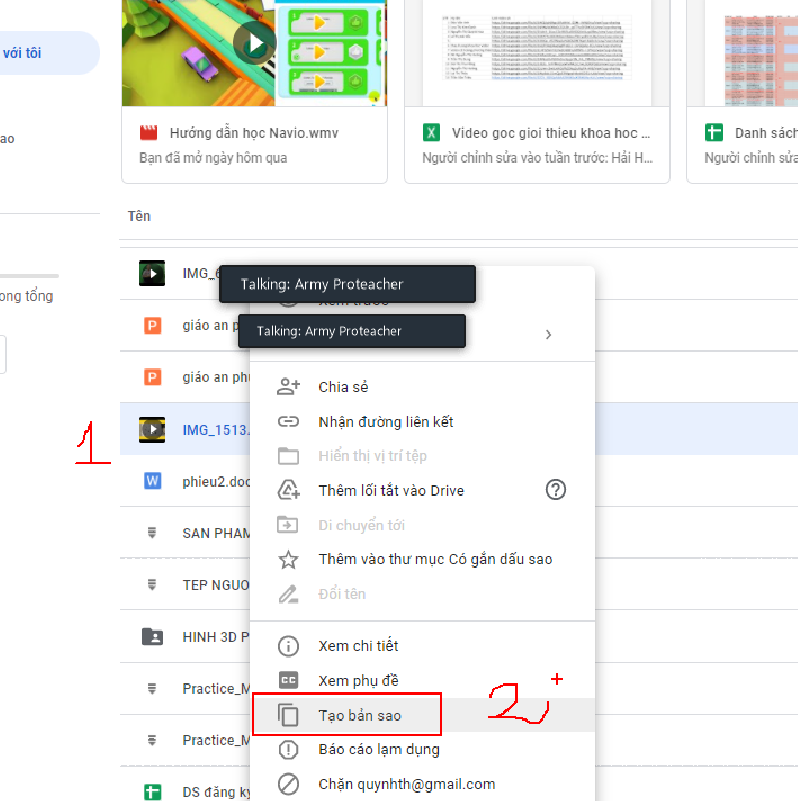 với tôi
Hướng dẫn học Navio.wmv
Bạn đã mở ngày hôm qua
Video goc gioi thieu khoa hoc ...
Người chỉnh sửa vào tuần trước: Hải H...
Danh sách
Người chỉnh sửa
ao
Tên
ong tổng
IMG_6
Talking: Army Proteacher
Xem trước
giáo an p
Talking: Army Proteacher
giáo an phụ
Chia sẻ
Nhận đường liên kết
1
IMG_1513.
Hiển thị vị trí tệp
phieu2.doc
Thêm lối tắt vào Drive
SAN PHAM
Di chuyển tới
Thêm vào thư mục Có gắn dấu sao
TEP NGUO
Đổi tên
HINH 3D P
Xem chi tiết
Xem phụ đề
Practice_M
2
Tạo bản sao
Practice_M
Báo cáo lạm dụng
DS đăng ký
Chặn quynhth@gmail.com